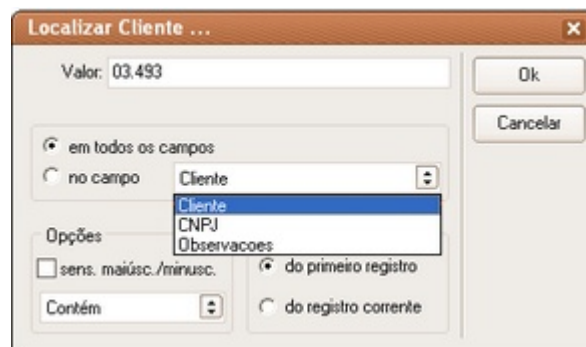 Localizar Cliente ...
Valor: 03.493
Ok
Cancelar
em todos os campos
no campo Cliente
Cliente
CNPJ
Observacoes
Opções
sens. maiúsc./minusc.
Contém
do primeiro registro
do registro corrente